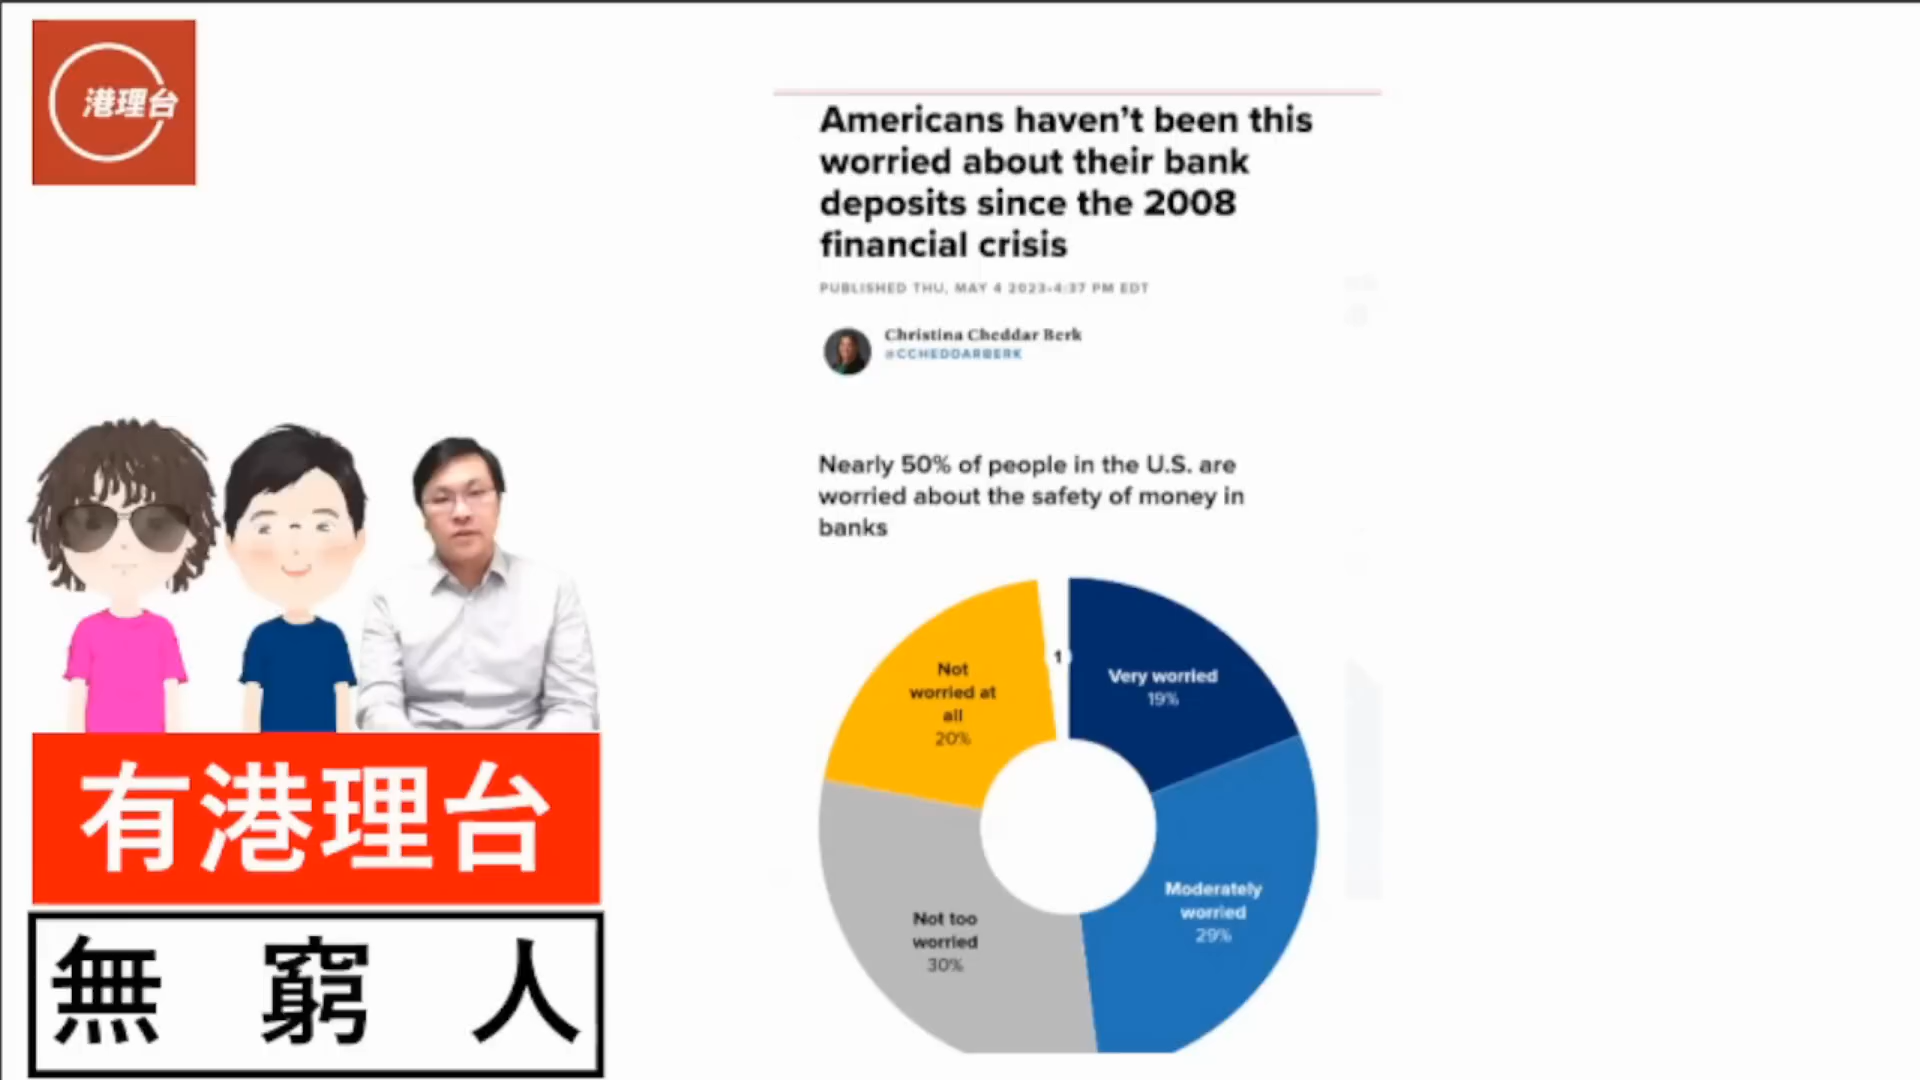 港理台
Americans haven’t been this
worried about their bank
deposits since the 2008
financial crisis
PUBLISHED THU, MAY 4 2023•4:37 PM EDT
Christina Cheddar Berk
@CCHEDDARBERK
Nearly 50% of people in the U.S. are
worried about the safety of money in
banks
Not
worried at
all
20%
1
Very worried
19%
Moderately
worried
29%
Not too
worried
30%
有港理台
無窮人